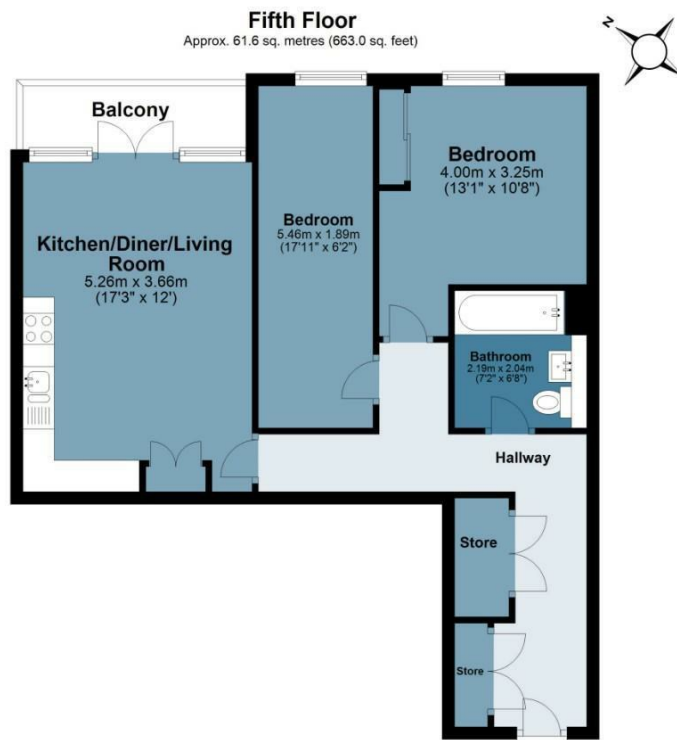 Fifth Floor
Approx. 61.6 sq. metres (663.0 sq. feet)
N
Balcony
Kitchen/Diner/Living
Room
5.26m x 3.66m
(17'3" x 12')
Bedroom
5.46m x 1.89m
(17'11" x 6'2")
Bedroom
4.00m x 3.25m
(13'1" x 10'8")
Bathroom
2.19m x 2.04m
(7'2" x 6'8")
Hallway
Store
Store